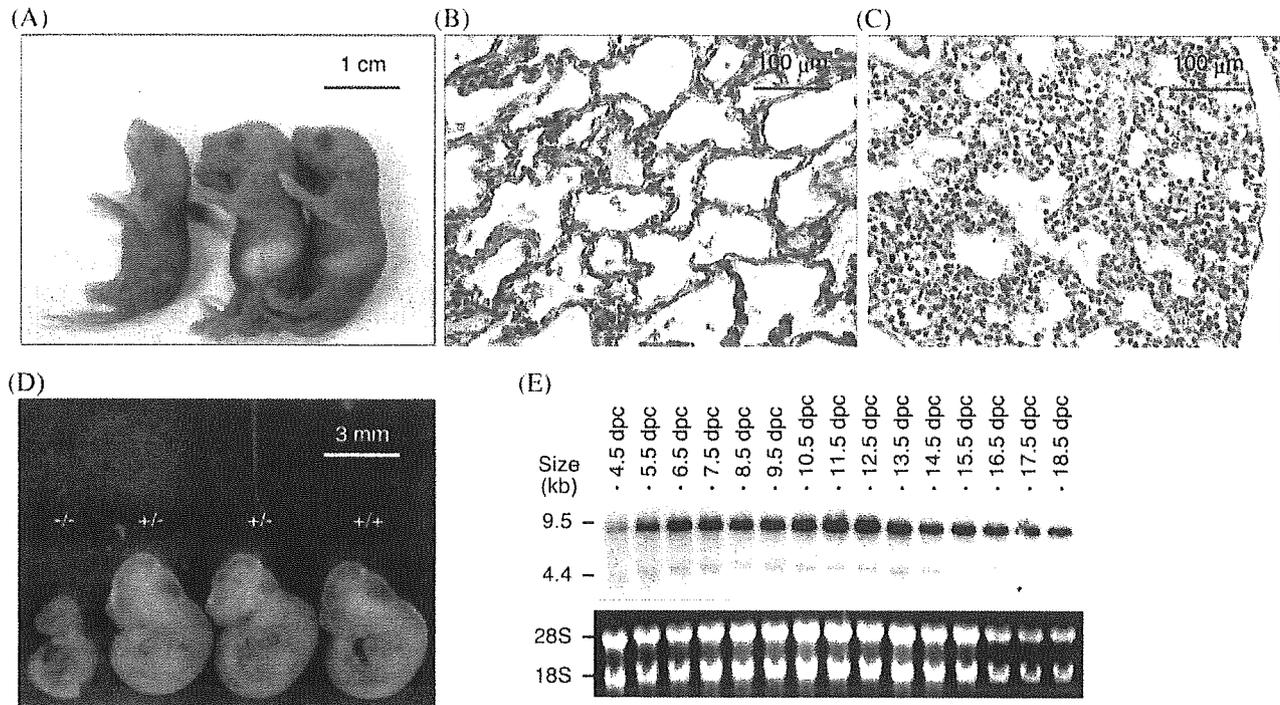 (A)
1 cm
(B)
100 μm
(C)
100 μm
(D)
3 mm
-/-
+/-
+/-
+/+
(E)
Size
(kb)
4.5 dpc
5.5 dpc
6.5 dpc
7.5 dpc
8.5 dpc
9.5 dpc
10.5 dpc
11.5 dpc
12.5 dpc
13.5 dpc
14.5 dpc
15.5 dpc
16.5 dpc
17.5 dpc
18.5 dpc
9.5
4.4
28S
18S